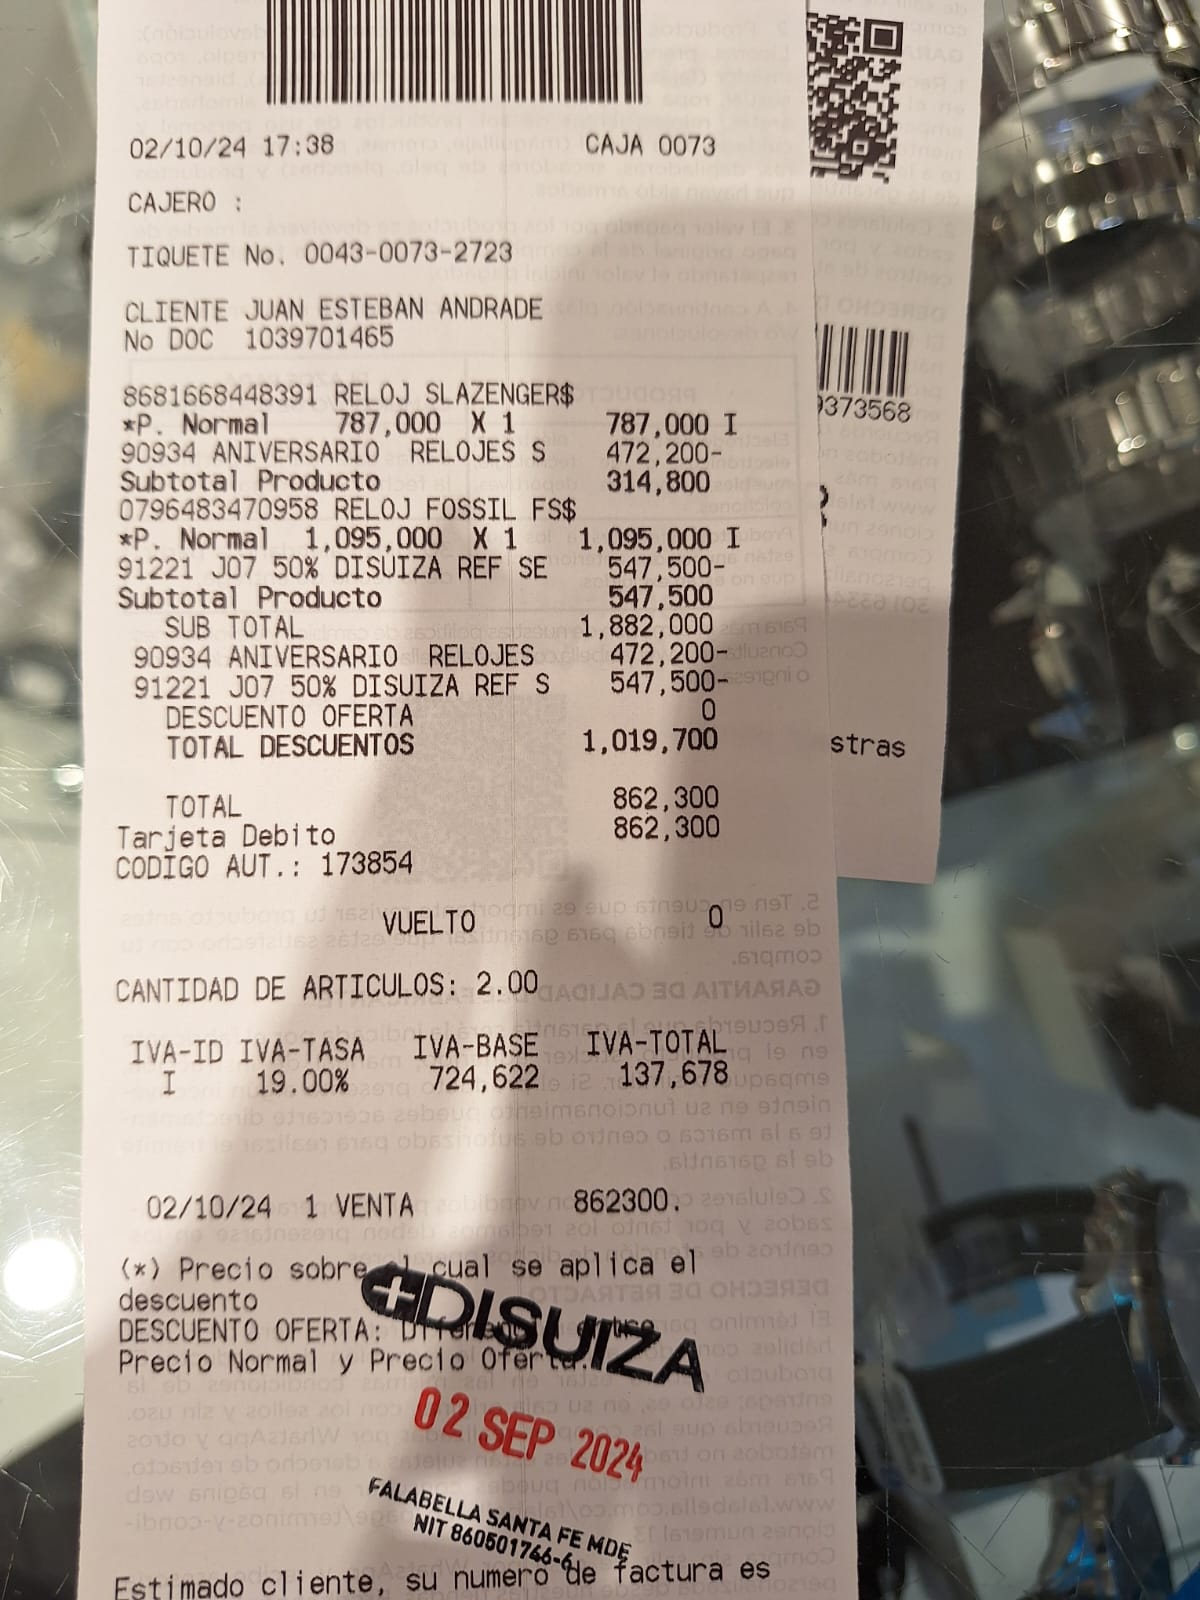 02/10/24 17:38 CAJA 0073
CAJERO :
TIQUETE No. 0043-0073-2723
CLIENTE JUAN ESTEBAN ANDRADE
No DOC 1039701465
8681668448391 RELOJ SLAZENGER$
*P. Normal 787,000 X 1 787,000 I
90934 ANIVERSARIO RELOJES S 472,200-
Subtotal Producto 314,800
0796483470958 RELOJ FOSSIL FS$
*P. Normal 1,095,000 X 1 1,095,000 I
91221 J07 50% DISUIZA REF SE 547,500-
Subtotal Producto 547,500
SUB TOTAL 1,882,000
90934 ANIVERSARIO RELOJES 472,200-
91221 J07 50% DISUIZA REF S 547,500-
DESCUENTO OFERTA 0
TOTAL DESCUENTOS 1,019,700
TOTAL 862,300
Tarjeta Debito 862,300
CODIGO AUT.: 173854
VUELTO 0
CANTIDAD DE ARTICULOS: 2.00
IVA-ID IVA-TASA IVA-BASE IVA-TOTAL
I 19.00% 724,622 137,678
02/10/24 1 VENTA 862300.
(*) Precio sobre el cual se aplica el
descuento
DESCUENTO OFERTA: Diferencia entre
Precio Normal y Precio Oferta.
DISUIZA
02 SEP 2024
FALABELLA SANTA FE MDE
NIT 860501766-6
Estimado cliente, su numero de factura es
9373568
stras